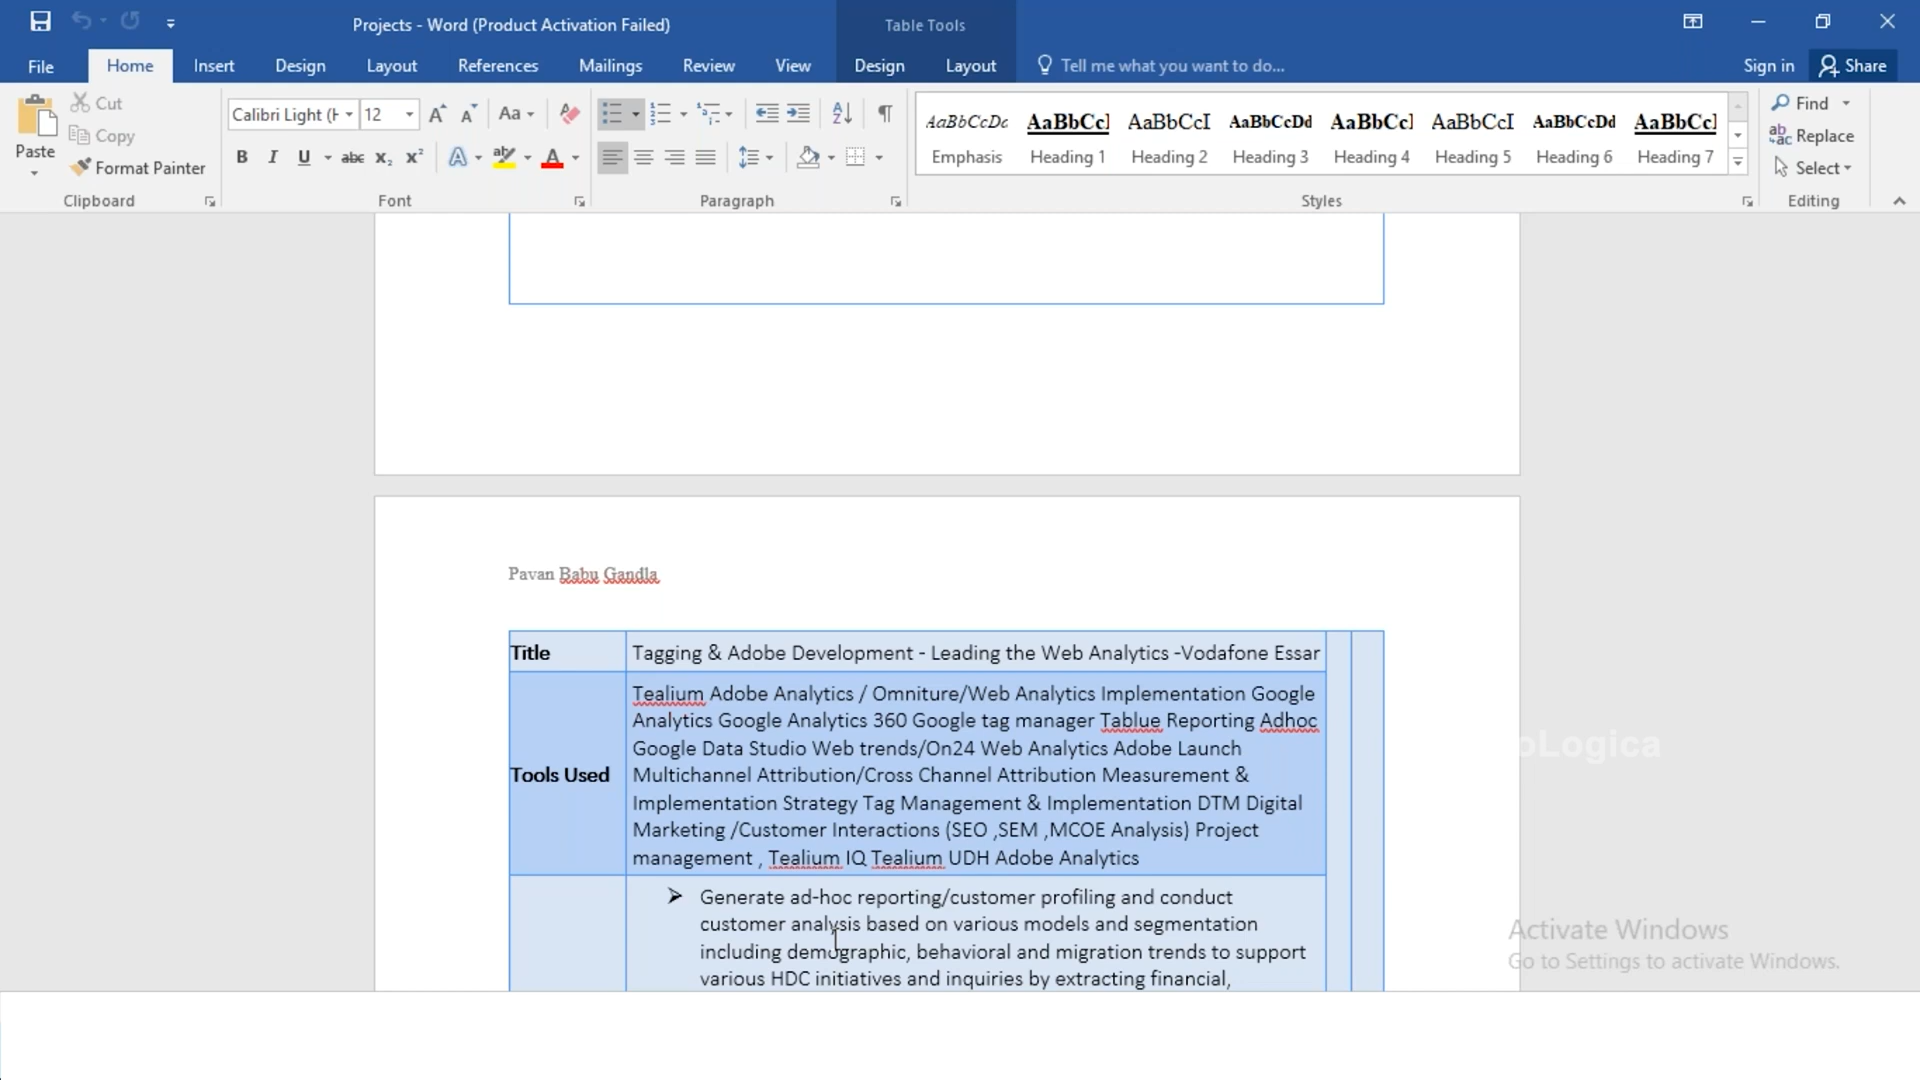 Projects - Word (Product Activation Failed)
Table Tools
File Home Insert Design Layout References Mailings Review View Design Layout Tell me what you want to do... Sign in Share
Paste
Cut
Copy
Format Painter
Clipboard
Calibri Light (H 12
Aa
B I U abc X₂ X² A A
Font
Paragraph
AaBbCcDc AaBbCcI AaBbCcI AaBbCcDd AaBbCcI AaBbCcI AaBbCcDd AaBbCcI
Emphasis Heading 1 Heading 2 Heading 3 Heading 4 Heading 5 Heading 6 Heading 7
Styles
Find
Replace
Select
Editing
Pavan Babu Gandla
Title Tagging & Adobe Development - Leading the Web Analytics -Vodafone Essar
Tools Used
Tealium Adobe Analytics / Omniture/Web Analytics Implementation Google
Analytics Google Analytics 360 Google tag manager Tablue Reporting Adhoc
Google Data Studio Web trends/On24 Web Analytics Adobe Launch
Multichannel Attribution/Cross Channel Attribution Measurement &
Implementation Strategy Tag Management & Implementation DTM Digital
Marketing /Customer Interactions (SEO ,SEM ,MCOE Analysis) Project
management , Tealium IQ Tealium UDH Adobe Analytics
Generate ad-hoc reporting/customer profiling and conduct
customer analysis based on various models and segmentation
including demographic, behavioral and migration trends to support
various HDC initiatives and inquiries by extracting financial,
oLogica
Activate Windows
Go to Settings to activate Windows.